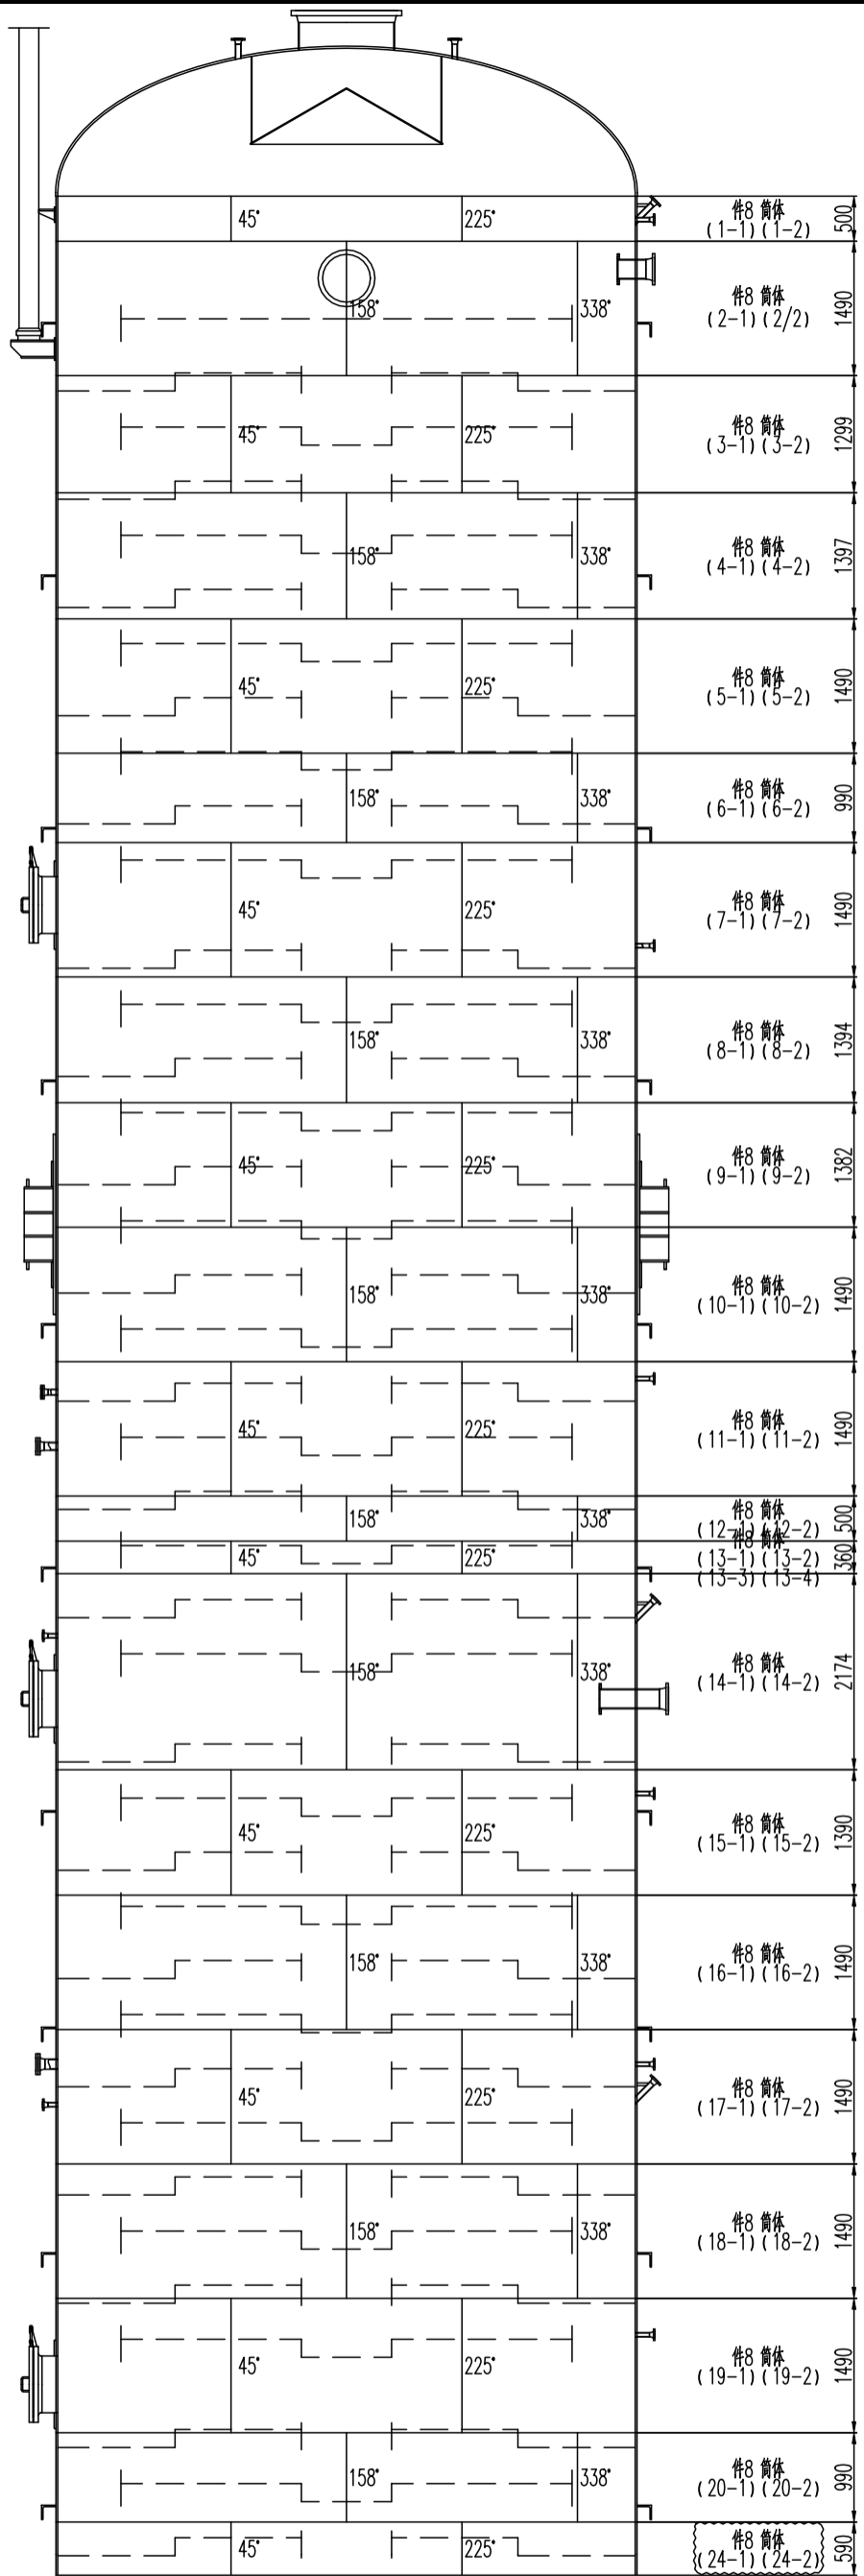 45° 225° 件8 筒体 500
(1-1)(1-2)
158° 338° 件8 筒体 1490
(2-1)(2/2)
45° 225° 件8 筒体 1299
(3-1)(3-2)
158° 338° 件8 筒体 1397
(4-1)(4-2)
45° 225° 件8 筒体 1490
(5-1)(5-2)
158° 338° 件8 筒体 990
(6-1)(6-2)
45° 225° 件8 筒体 1490
(7-1)(7-2)
158° 338° 件8 筒体 1394
(8-1)(8-2)
45° 225° 件8 筒体 1382
(9-1)(9-2)
158° 338° 件8 筒体 1490
(10-1)(10-2)
45° 225° 件8 筒体 1490
(11-1)(11-2)
158° 338° 件8 筒体 500
(12-1)(12-2)
45° 225° 件8 筒体 360
(13-1)(13-2)
(13-3)(13-4)
158° 338° 件8 筒体 2174
(14-1)(14-2)
45° 225° 件8 筒体 1390
(15-1)(15-2)
158° 338° 件8 筒体 1490
(16-1)(16-2)
45° 225° 件8 筒体 1490
(17-1)(17-2)
158° 338° 件8 筒体 1490
(18-1)(18-2)
45° 225° 件8 筒体 1490
(19-1)(19-2)
158° 338° 件8 筒体 990
(20-1)(20-2)
45° 225° 件8 筒体 590
(24-1)(24-2)